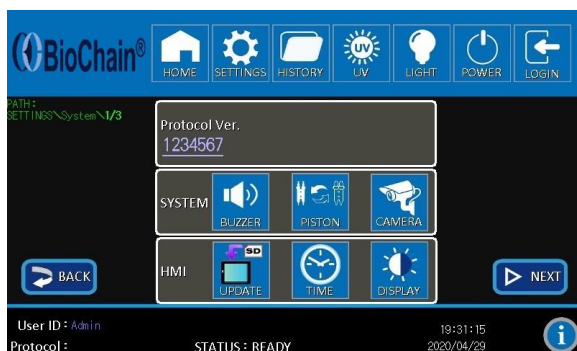 BioChain®
HOME
SETTINGS
HISTORY
UV
UV
LIGHT
POWER
LOGIN
PATH:
SETTINGS\System\1/3
Protocol Ver.
1234567
SYSTEM
BUZZER
PISTON
CAMERA
HMI
SD
UPDATE
TIME
DISPLAY
BACK
NEXT
User ID : Admin
19:31:15
Protocol :
STATUS : READY
2020/04/29
i